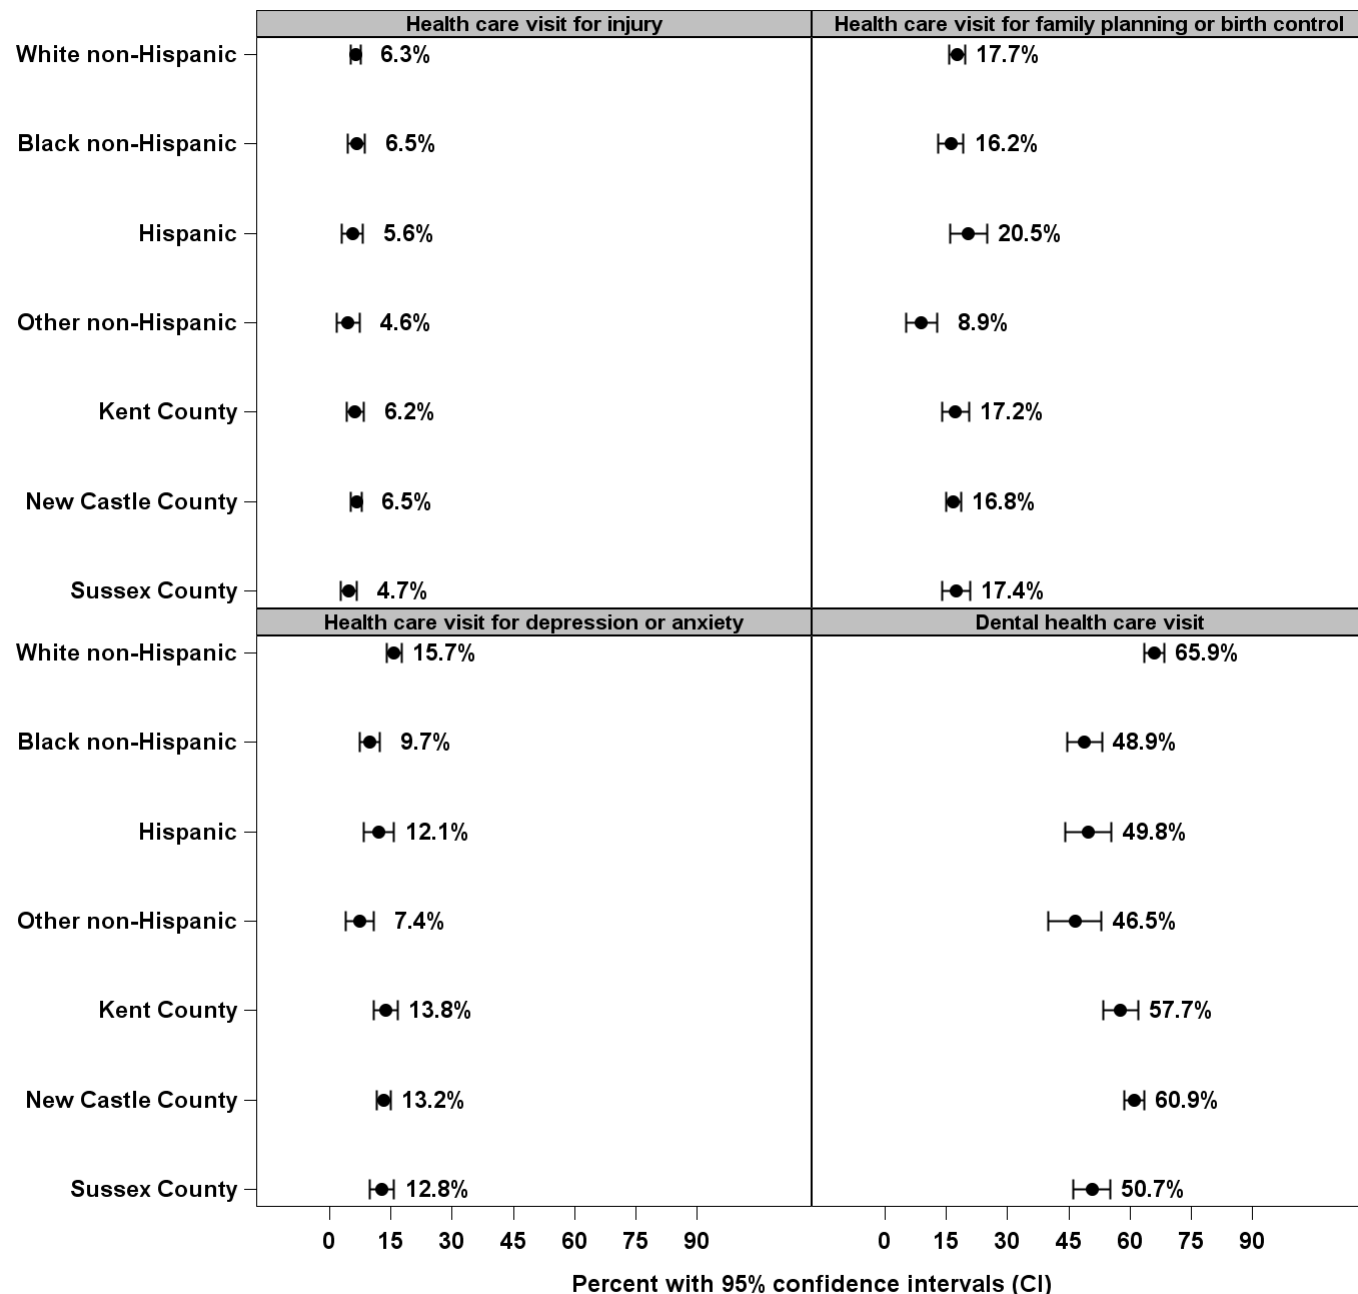 Health care visit for injury
Health care visit for family planning or birth control
White non-Hispanic 6.3% 17.7%
Black non-Hispanic 6.5% 16.2%
Hispanic 5.6% 20.5%
Other non-Hispanic 4.6% 8.9%
Kent County 6.2% 17.2%
New Castle County 6.5% 16.8%
Sussex County 4.7% 17.4%
Health care visit for depression or anxiety
Dental health care visit
White non-Hispanic 15.7% 65.9%
Black non-Hispanic 9.7% 48.9%
Hispanic 12.1% 49.8%
Other non-Hispanic 7.4% 46.5%
Kent County 13.8% 57.7%
New Castle County 13.2% 60.9%
Sussex County 12.8% 50.7%
0 15 30 45 60 75 90 0 15 30 45 60 75 90
Percent with 95% confidence intervals (CI)